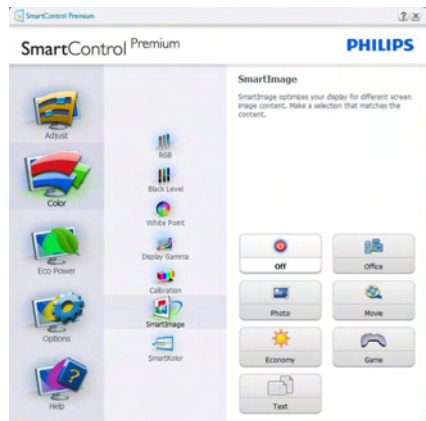 SmartControl Premium
SmartControl Premium
PHILIPS
Adjust
Color
Eco Power
Options
Help
RGB
Black Level
White Point
Display Gamma
Calibration
SmartImage
SmartKolor
SmartImage
SmartImage optimizes your display for different screen
image content. Make a selection that matches the
content.
Off
Office
Photo
Movie
Economy
Game
Text